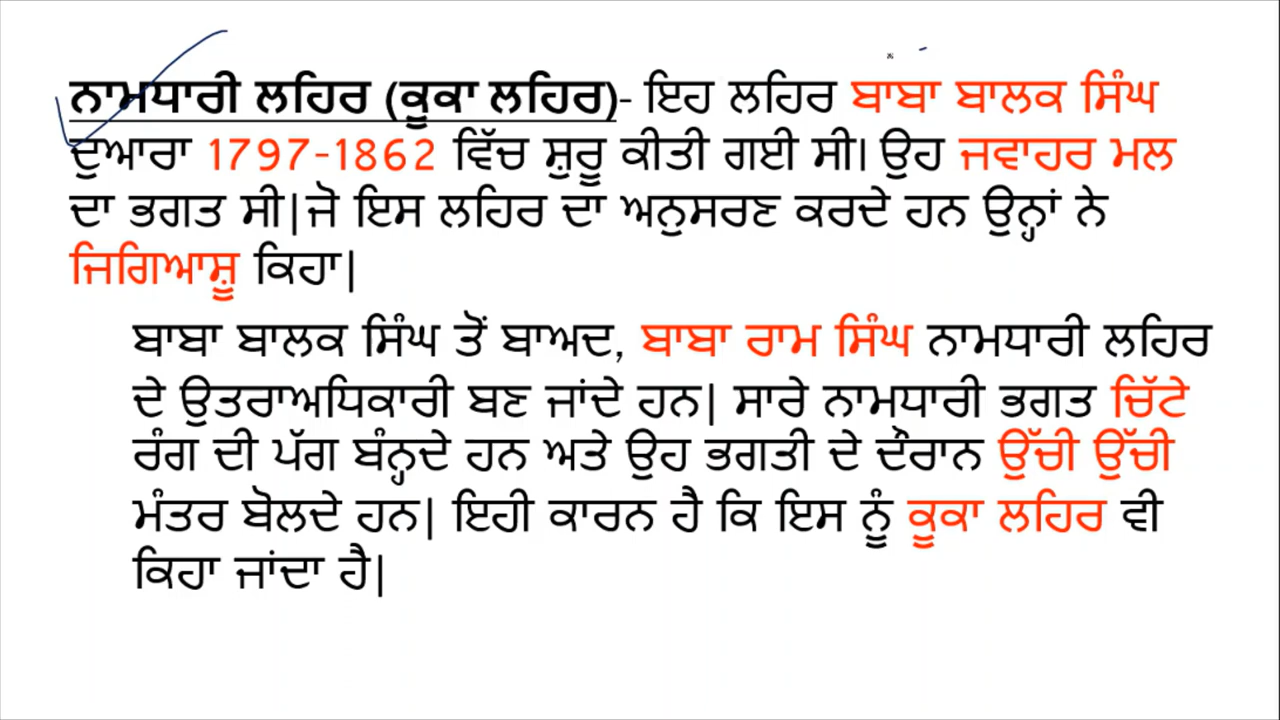 ਨਾਮਧਾਰੀ ਲਹਿਰ (ਕੂਕਾ ਲਹਿਰ)- ਇਹ ਲਹਿਰ ਬਾਬਾ ਬਾਲਕ ਸਿੰਘ
ਦੁਆਰਾ 1797-1862 ਵਿੱਚ ਸ਼ੁਰੂ ਕੀਤੀ ਗਈ ਸੀ। ਉਹ ਜਵਾਹਰ ਮਲ
ਦਾ ਭਗਤ ਸੀ|ਜੋ ਇਸ ਲਹਿਰ ਦਾ ਅਨੁਸਰਣ ਕਰਦੇ ਹਨ ਉਨ੍ਹਾਂ ਨੇ
ਜਿਗਿਆਸ਼ੂ ਕਿਹਾ|
ਬਾਬਾ ਬਾਲਕ ਸਿੰਘ ਤੋਂ ਬਾਅਦ, ਬਾਬਾ ਰਾਮ ਸਿੰਘ ਨਾਮਧਾਰੀ ਲਹਿਰ
ਦੇ ਉਤਰਾਅਧਿਕਾਰੀ ਬਣ ਜਾਂਦੇ ਹਨ| ਸਾਰੇ ਨਾਮਧਾਰੀ ਭਗਤ ਚਿੱਟੇ
ਰੰਗ ਦੀ ਪੱਗ ਬੰਨ੍ਹਦੇ ਹਨ ਅਤੇ ਉਹ ਭਗਤੀ ਦੇ ਦੌਰਾਨ ਉੱਚੀ ਉੱਚੀ
ਮੰਤਰ ਬੋਲਦੇ ਹਨ| ਇਹੀ ਕਾਰਨ ਹੈ ਕਿ ਇਸ ਨੂੰ ਕੂਕਾ ਲਹਿਰ ਵੀ
ਕਿਹਾ ਜਾਂਦਾ ਹੈ|